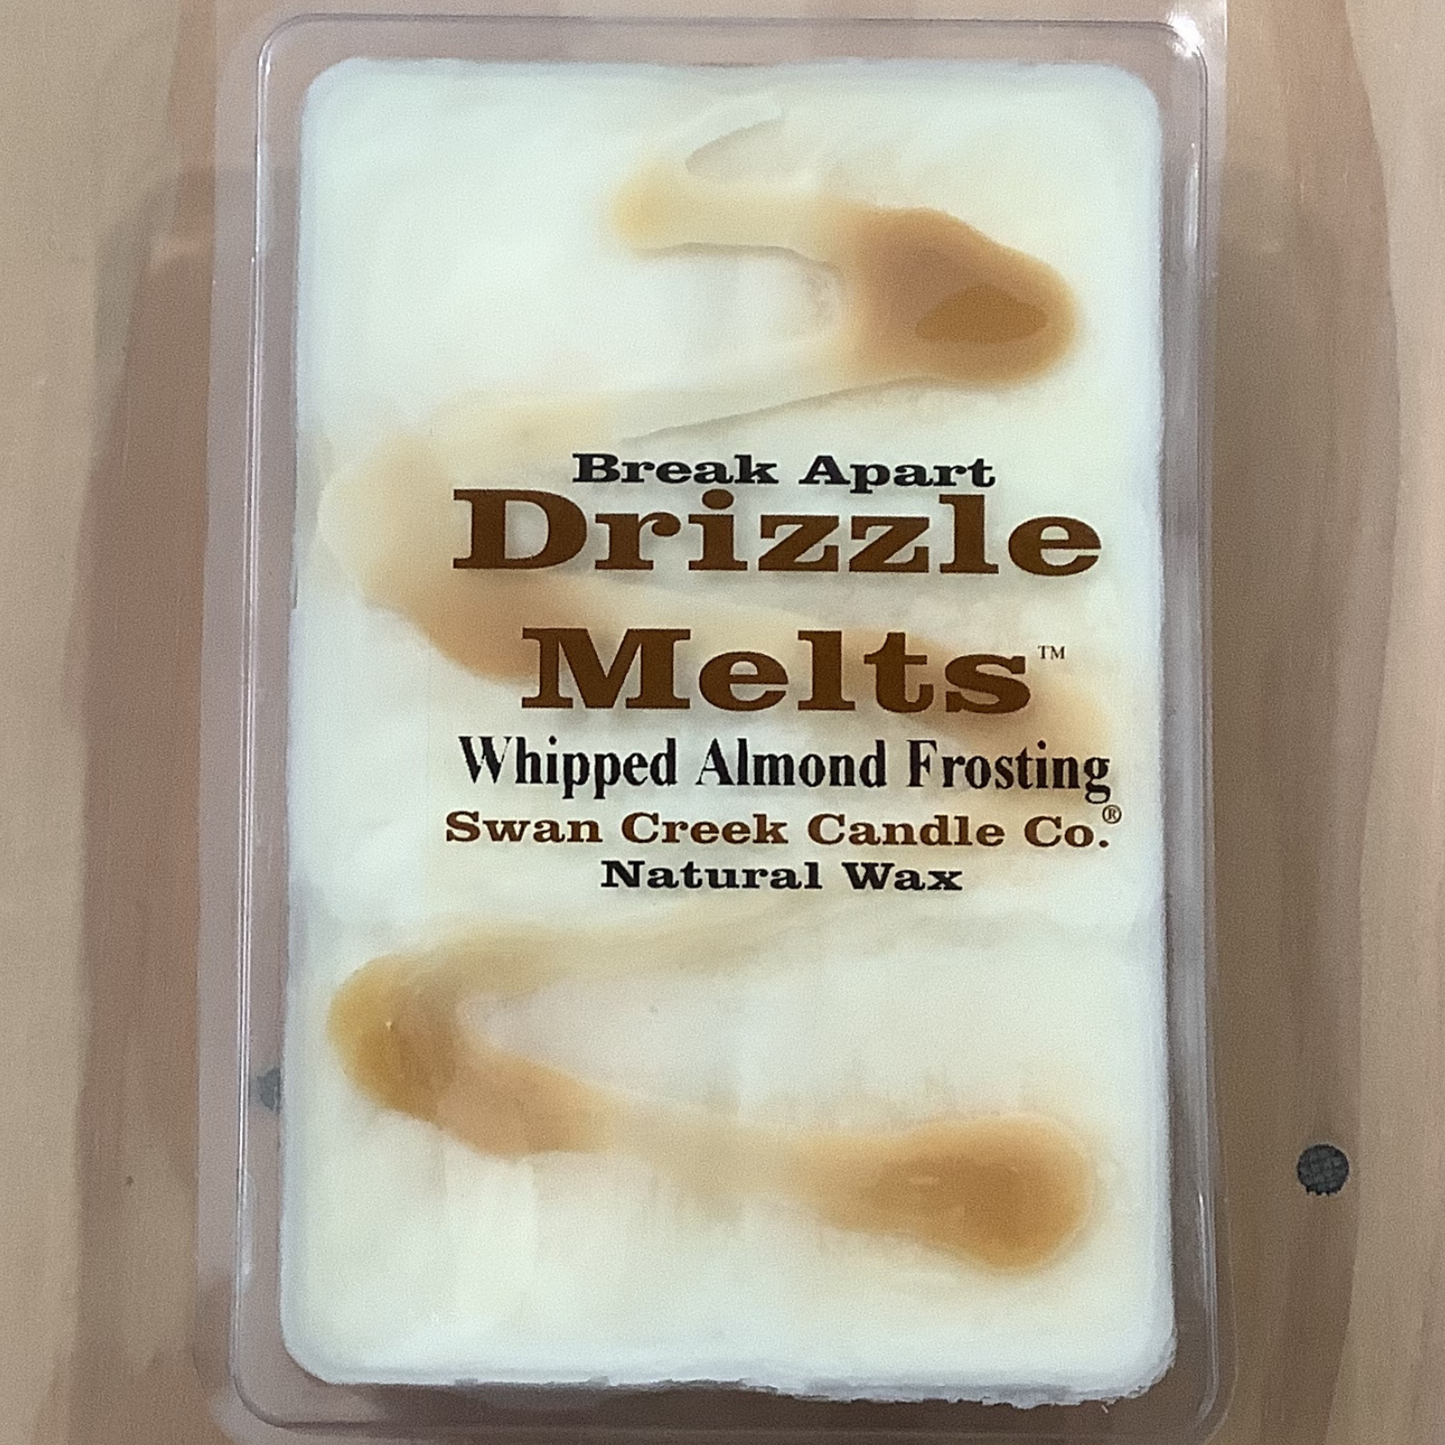 Break Apart
Drizzle
Melts™
Whipped Almond Frosting
Swan Creek Candle Co.®
Natural Wax